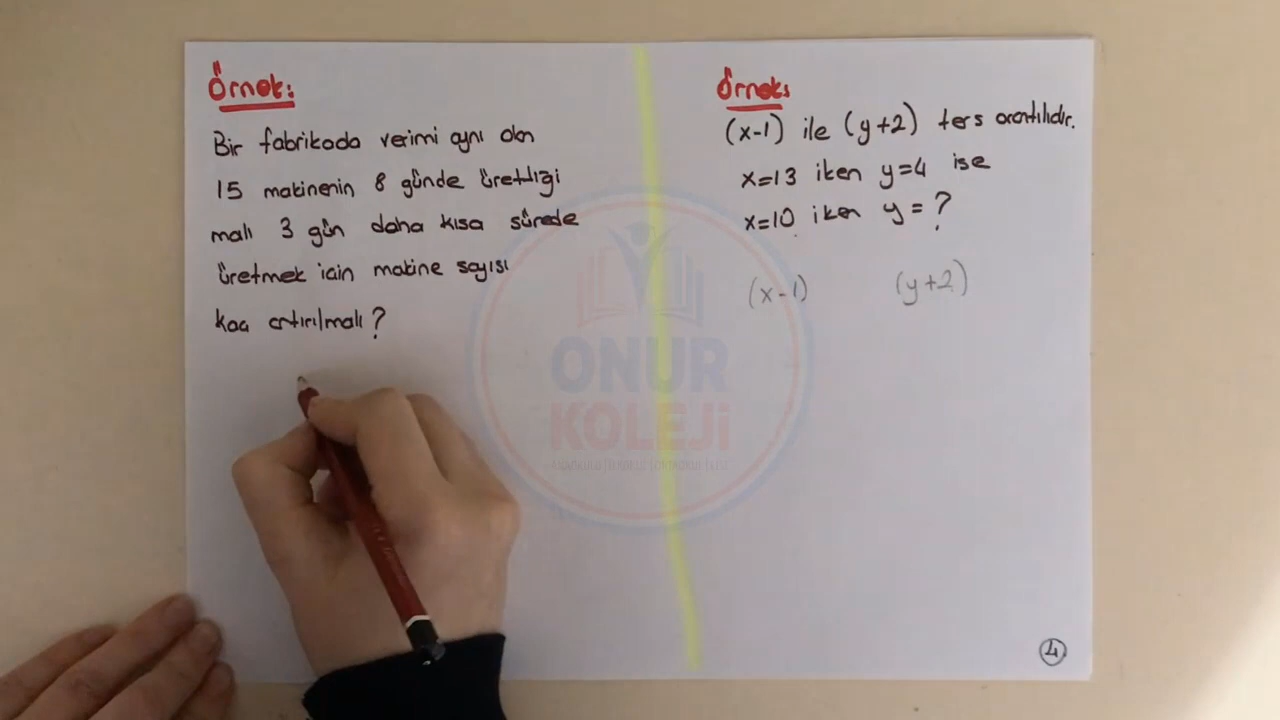 Örnek:
Bir fabrikada verimi aynı olan
15 makinenin 8 günde ürettiği
malı 3 gün daha kısa sürede
üretmek için makine sayısı
kaç artırılmalı?
Örnek:
(x-1) ile (y+2) ters orantılıdır.
x=13 iken y=4 ise
x=10 iken y=?
(x-1) (y+2)
4
ONUR
KOLEJİ